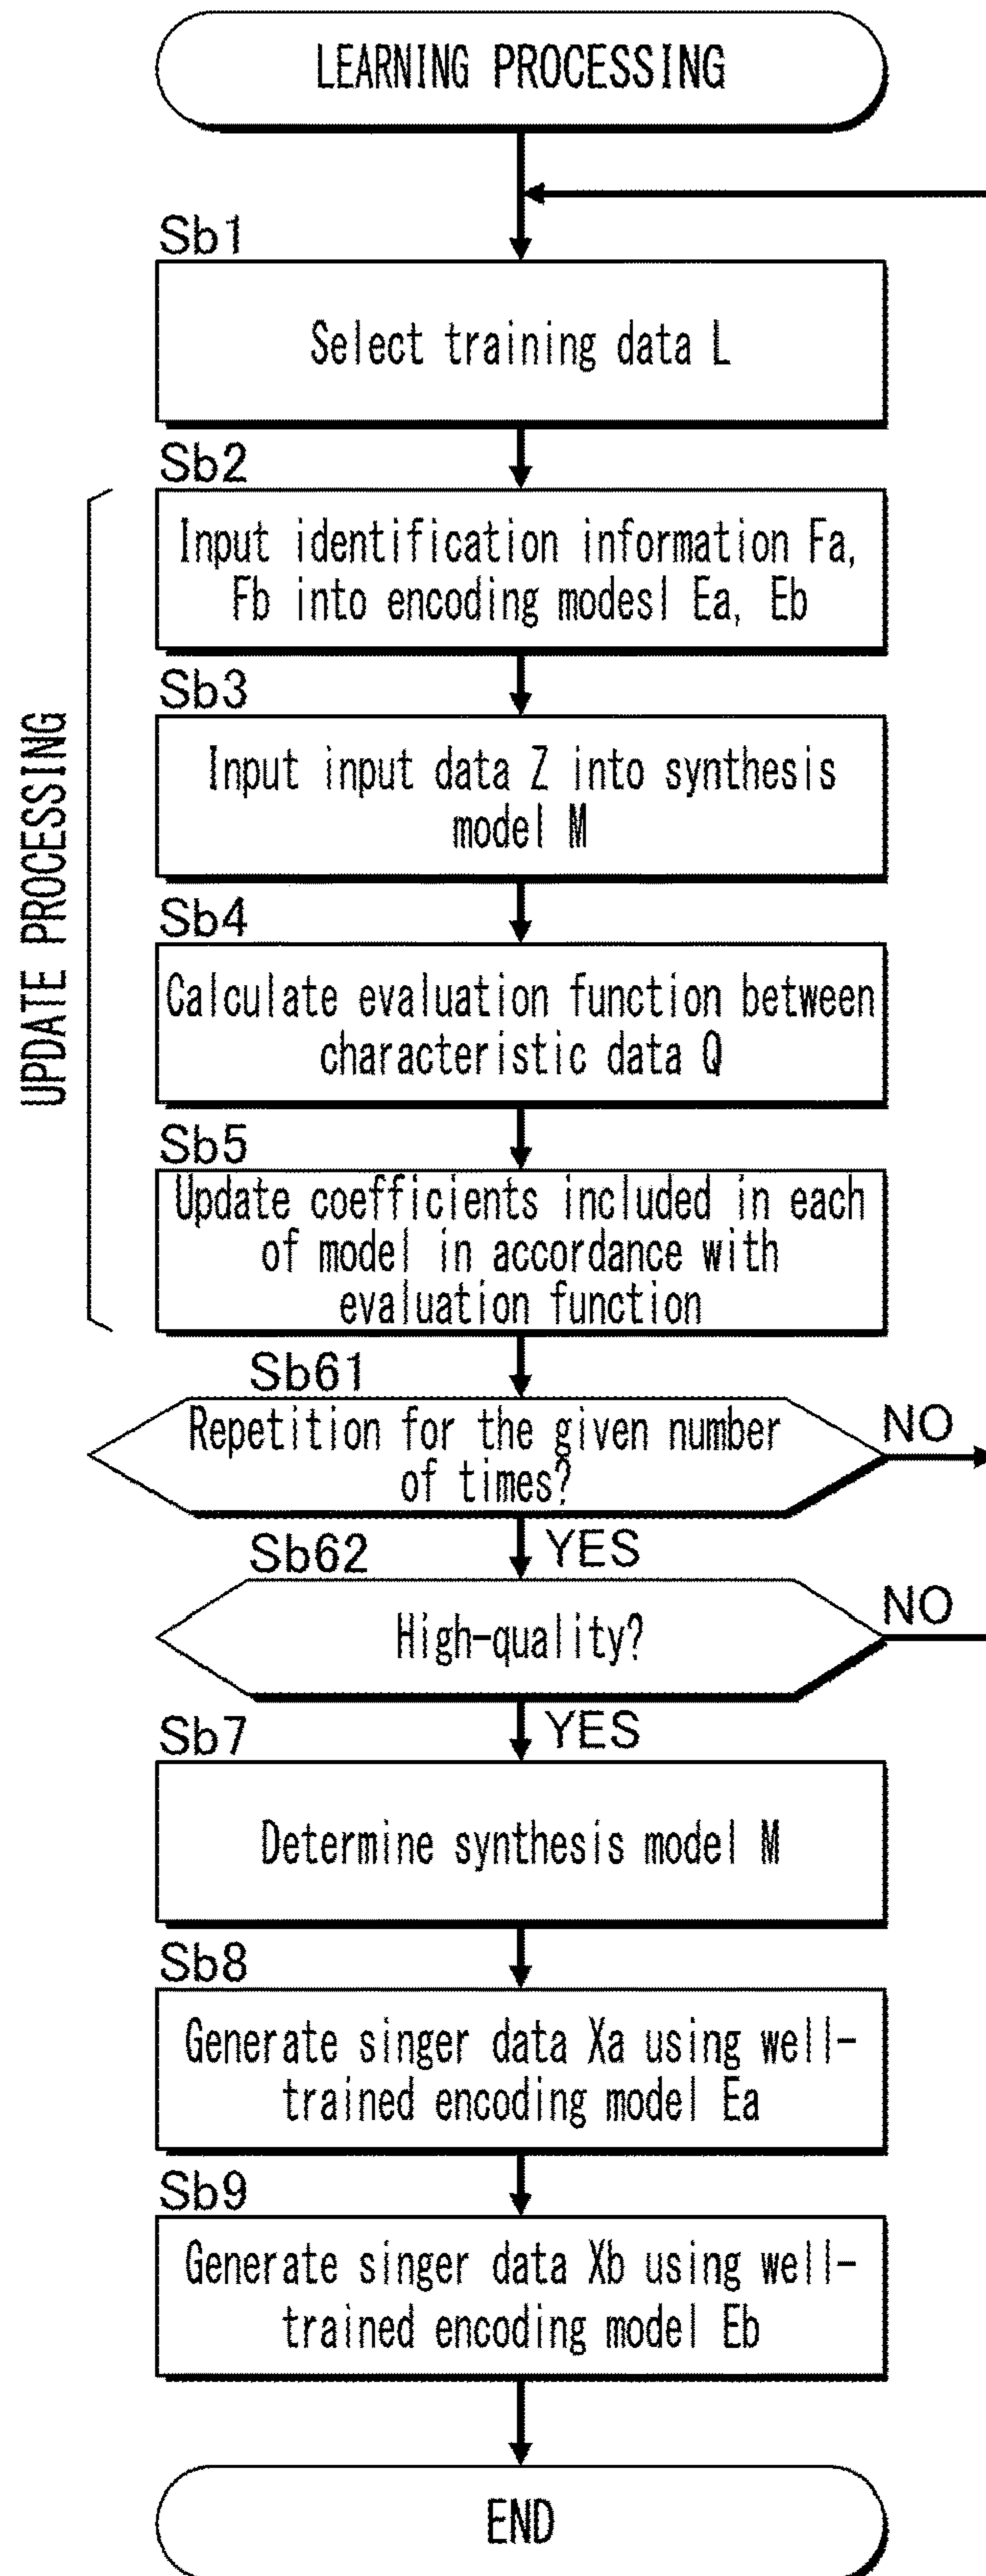 LEARNING PROCESSING
Sb1
Select training data L
Sb2
Input identification information Fa,
Fb into encoding modesl Ea, Eb
Sb3
Input input data Z into synthesis
model M
Sb4
Calculate evaluation function between
characteristic data Q
Sb5
Update coefficients included in each
of model in accordance with
evaluation function
UPDATE PROCESSING
Sb61
Repetition for the given number
of times?
NO
YES
Sb62
High-quality?
NO
YES
Sb7
Determine synthesis model M
Sb8
Generate singer data Xa using well-
trained encoding model Ea
Sb9
Generate singer data Xb using well-
trained encoding model Eb
END